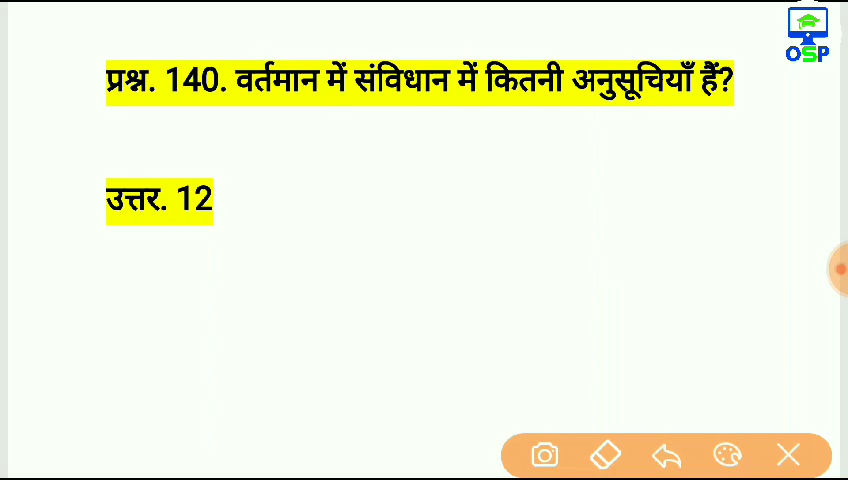 OSP
प्रश्न. 140. वर्तमान में संविधान में कितनी अनुसूचियाँ हैं?
उत्तर. 12